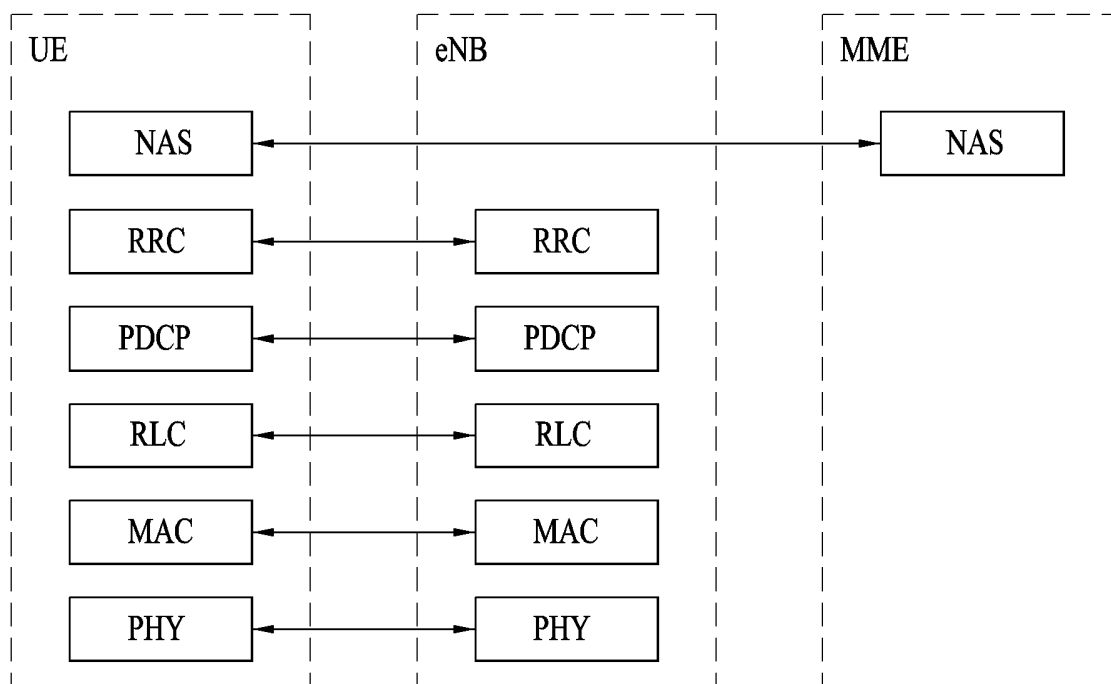 UE eNB MME
NAS NAS
RRC RRC
PDCP PDCP
RLC RLC
MAC MAC
PHY PHY